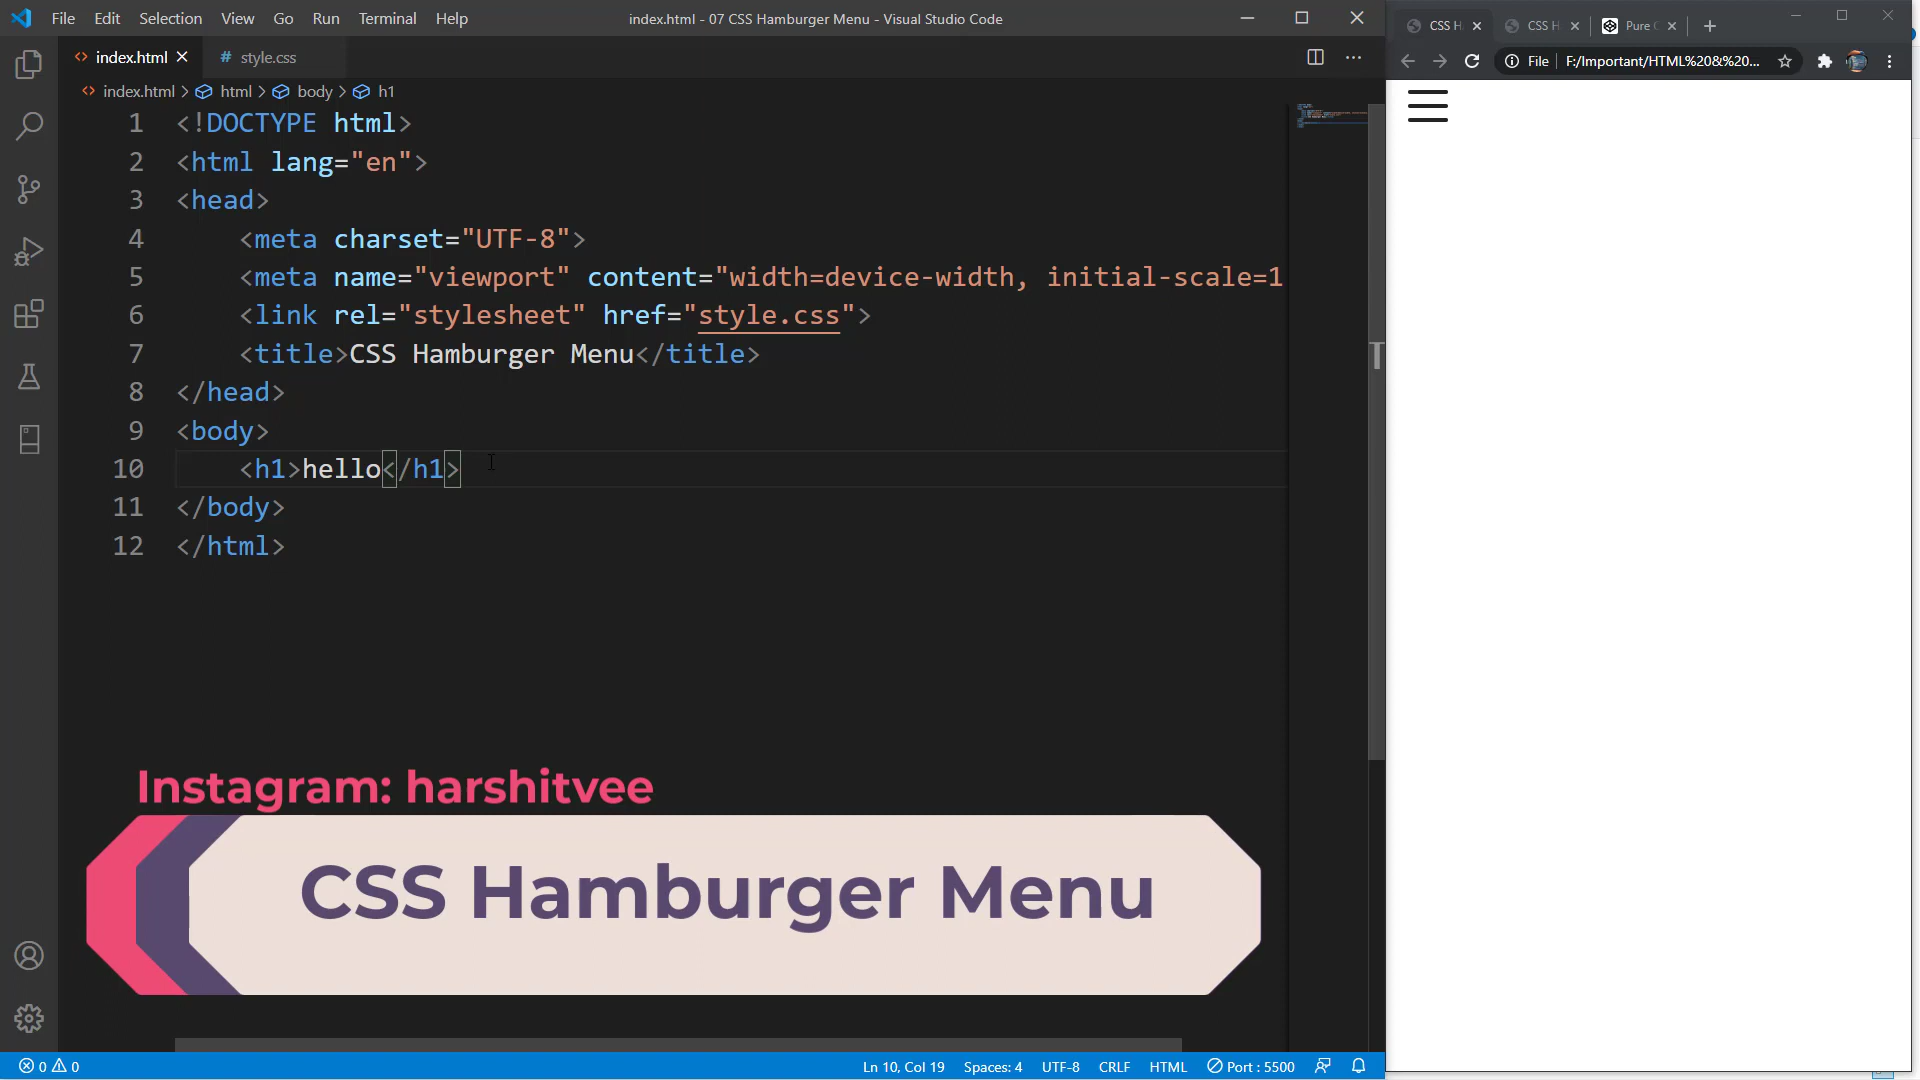 File Edit Selection View Go Run Terminal Help
index.html - 07 CSS Hamburger Menu - Visual Studio Code
index.html
# style.css
index.html > html > body > h1
1 <!DOCTYPE html>
2 <html lang="en">
3 <head>
4 <meta charset="UTF-8">
5 <meta name="viewport" content="width=device-width, initial-scale=1
6 <link rel="stylesheet" href="style.css">
7 <title>CSS Hamburger Menu</title>
8 </head>
9 <body>
10 <h1>hello</h1>
11 </body>
12 </html>
Instagram: harshitvee
CSS Hamburger Menu
0 0
Ln 10, Col 19 Spaces: 4 UTF-8 CRLF HTML Port : 5500
CSS H CSS H Pure
File F:/Important/HTML%20&%20...